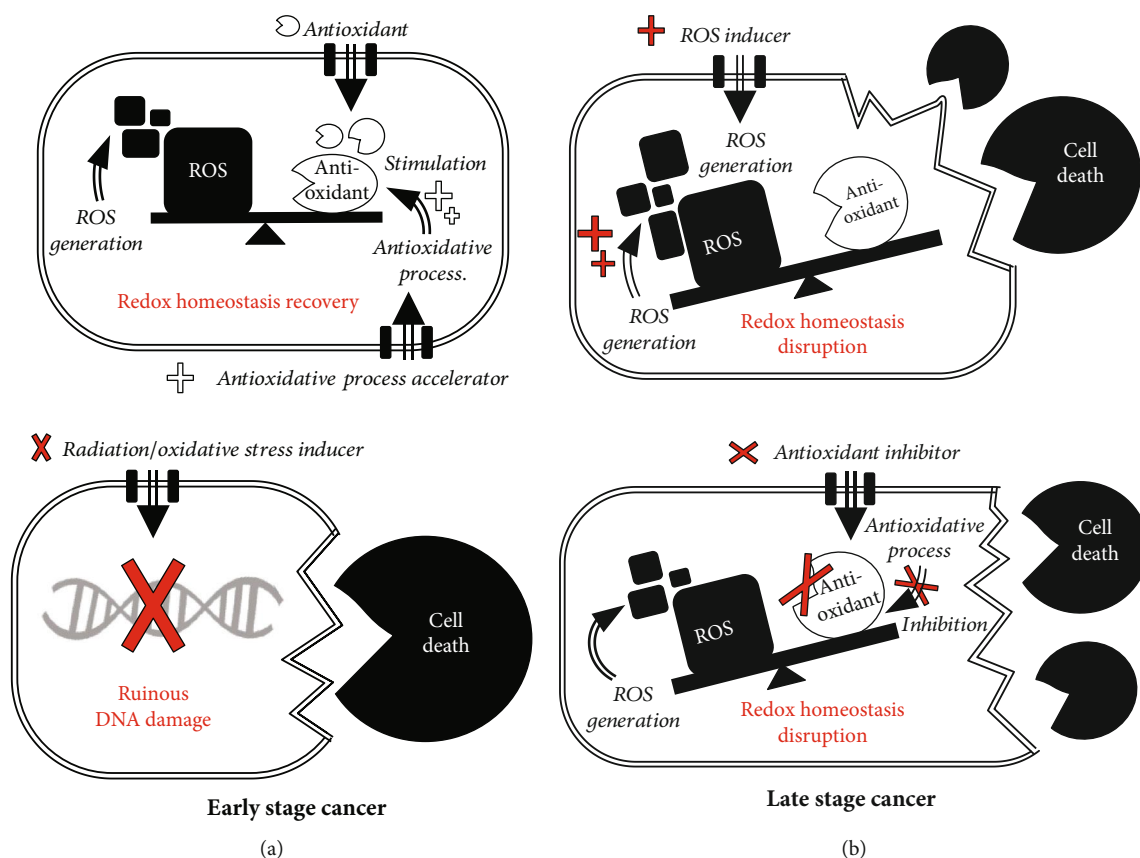 Antioxidant
ROS
Anti-
oxidant
Stimulation
ROS
generation
Antioxidative
process.
Redox homeostasis recovery
Antioxidative process accelerator
Radiation/oxidative stress inducer
Ruinous
DNA damage
Cell
death
Early stage cancer
(a)
ROS inducer
ROS
generation
Cell
death
Anti-
oxidant
ROS
ROS
generation
Redox homeostasis
disruption
Antioxidant inhibitor
Antioxidative
process
Cell
death
Anti-
oxidant
ROS
Inhibition
ROS
generation
Redox homeostasis
disruption
Late stage cancer
(b)